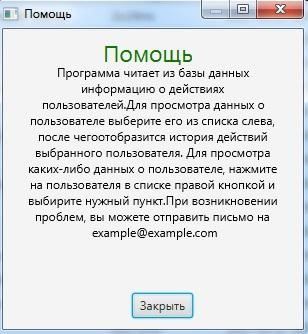 Помощь
Помощь
Программа читает из базы данных
информацию о действиях
пользователей.Для просмотра данных о
пользователе выберите его из списка слева,
после чегоотобразится история действий
выбранного пользователя. Для просмотра
каких-либо данных о пользователе, нажмите
на пользователя в списке правой кнопкой и
выбирите нужный пункт.При возникновении
проблем, вы можете отправить письмо на
example@example.com
Закрыть